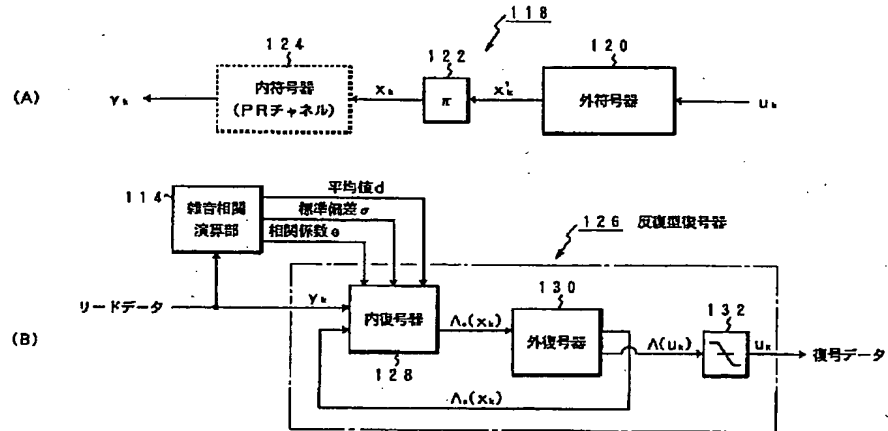 118
124
122
120
(A)
内符号器
(PRチャネル)
π
外符号器
yk
xk
x'k
uk
114
雑音相関
演算部
平均値d
標準偏差σ
相関係数e
126 反復型復号器
リードデータ
yk
(B)
内復号器
128
Λe(xk)
130
外復号器
Λ(uk)
132
uk
復号データ
Λe(xk)